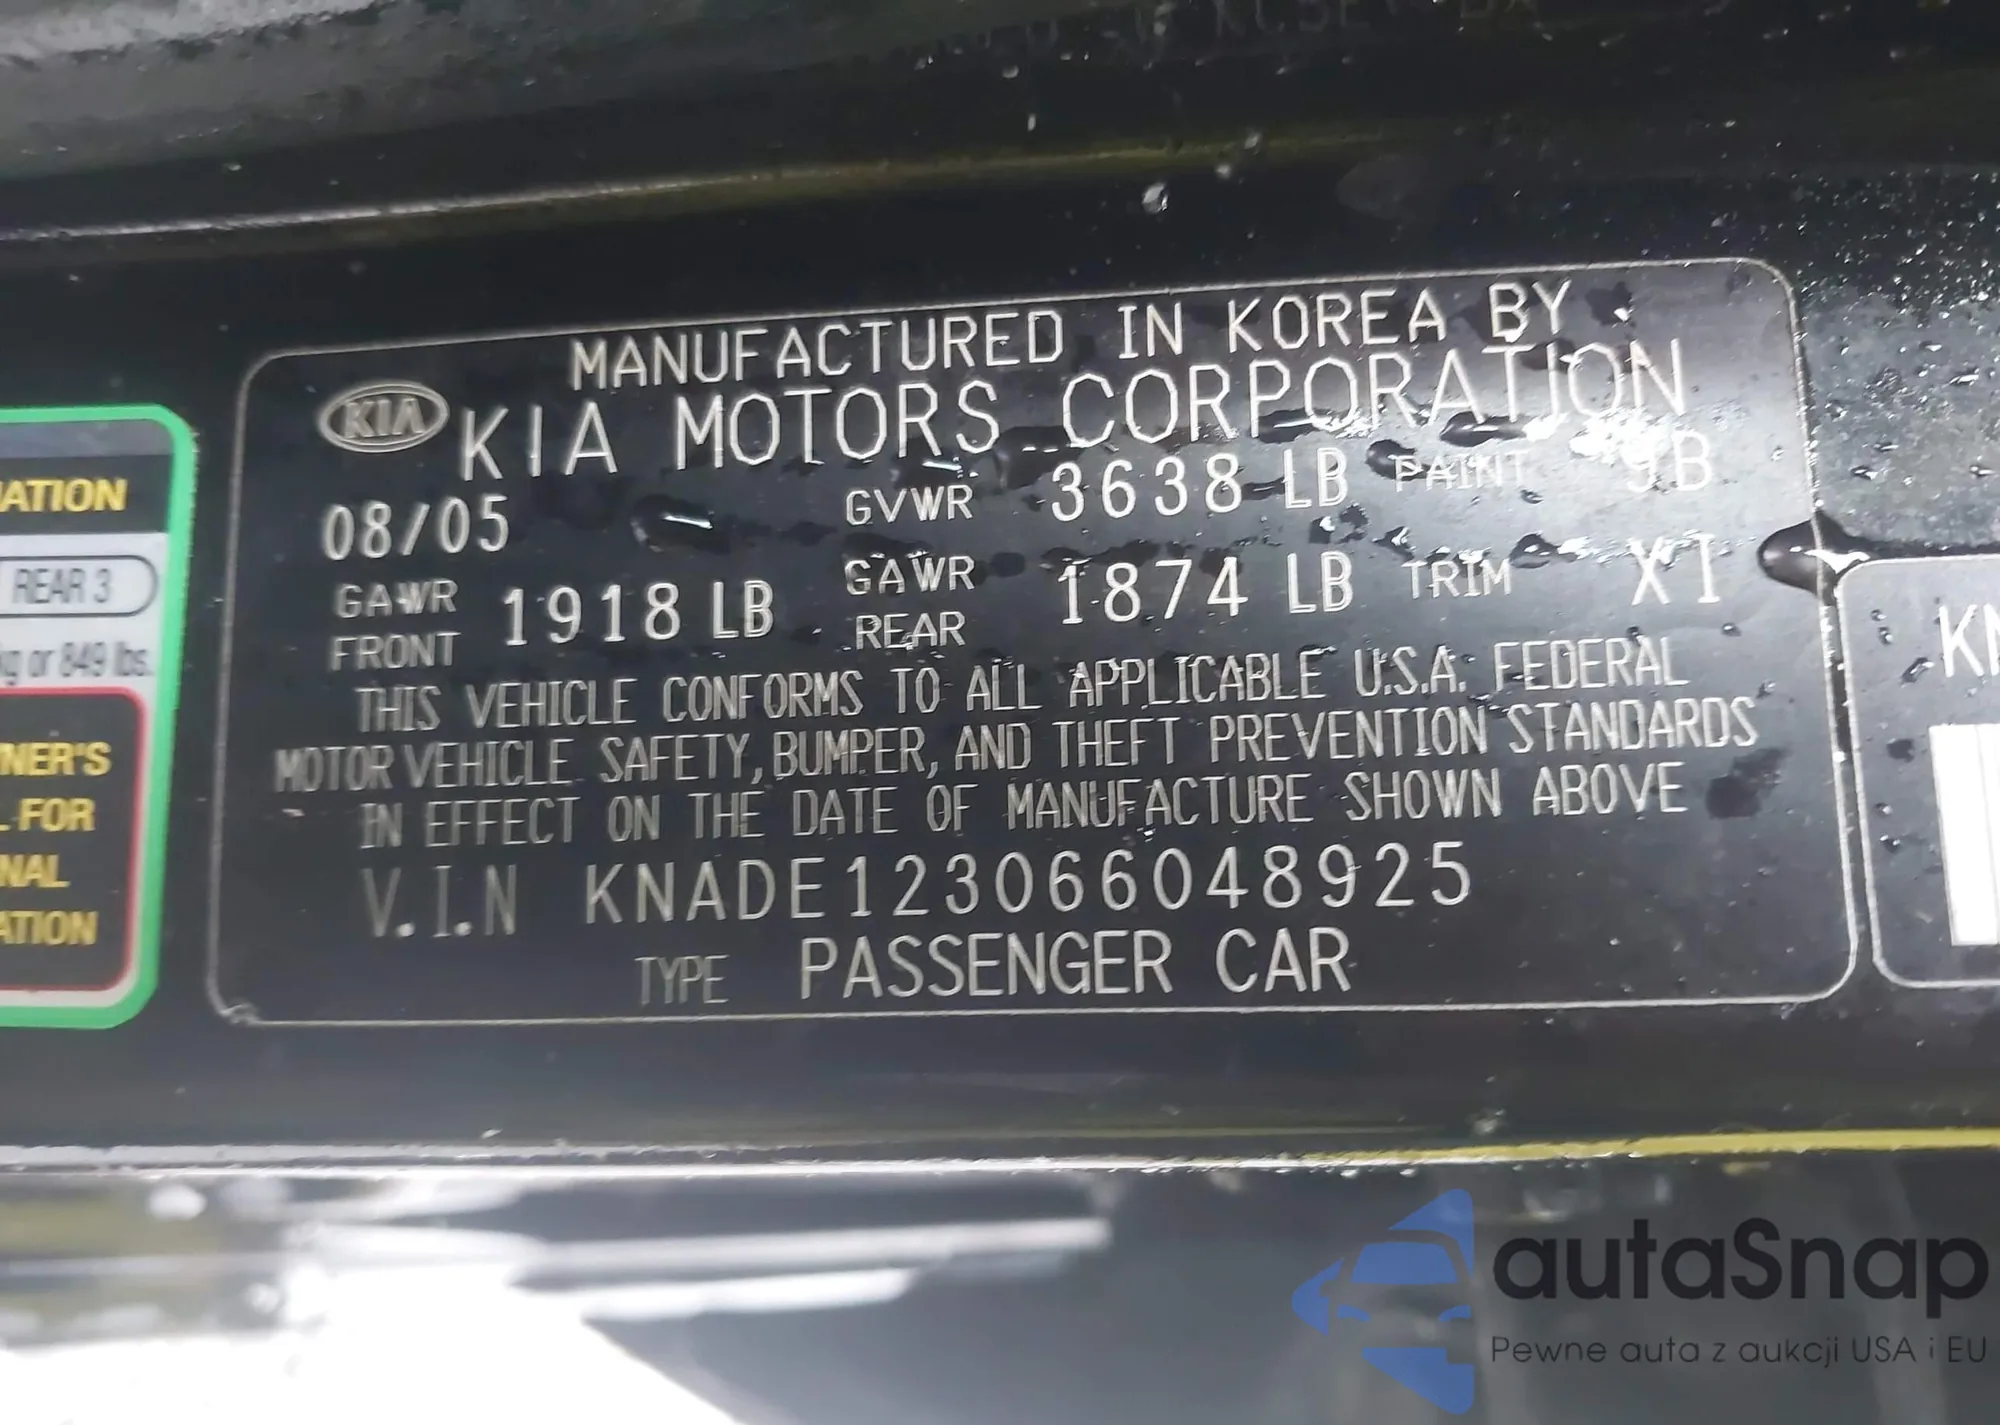 MANUFACTURED IN KOREA BY
KIA
KIA MOTORS CORPORATION
08/05 GVWR 3638 LB PAINT 9B
GAWR FRONT 1918 LB GAWR REAR 1874 LB TRIM XI
THIS VEHICLE CONFORMS TO ALL APPLICABLE U.S.A. FEDERAL
MOTOR VEHICLE SAFETY, BUMPER, AND THEFT PREVENTION STANDARDS
IN EFFECT ON THE DATE OF MANUFACTURE SHOWN ABOVE
V.I.N KNADE123066048925
TYPE PASSENGER CAR
ATION
REAR 3
kg or 849 lbs.
NER'S
L FOR
NAL
ATION
KN
autaSnap
Pewne auta z aukcji USA i EU